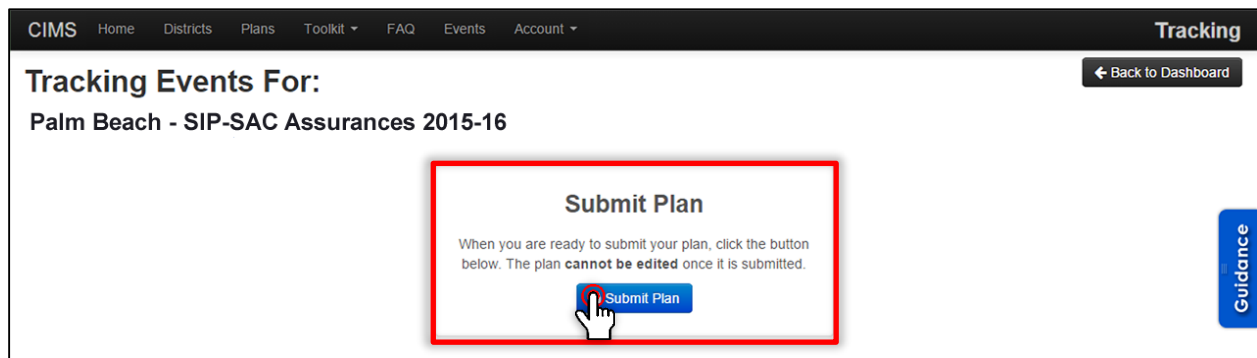 CIMS Home Districts Plans Toolkit FAQ Events Account Tracking
Tracking Events For:
Back to Dashboard
Palm Beach - SIP-SAC Assurances 2015-16
Submit Plan
When you are ready to submit your plan, click the button
below. The plan cannot be edited once it is submitted.
Submit Plan
Guidance